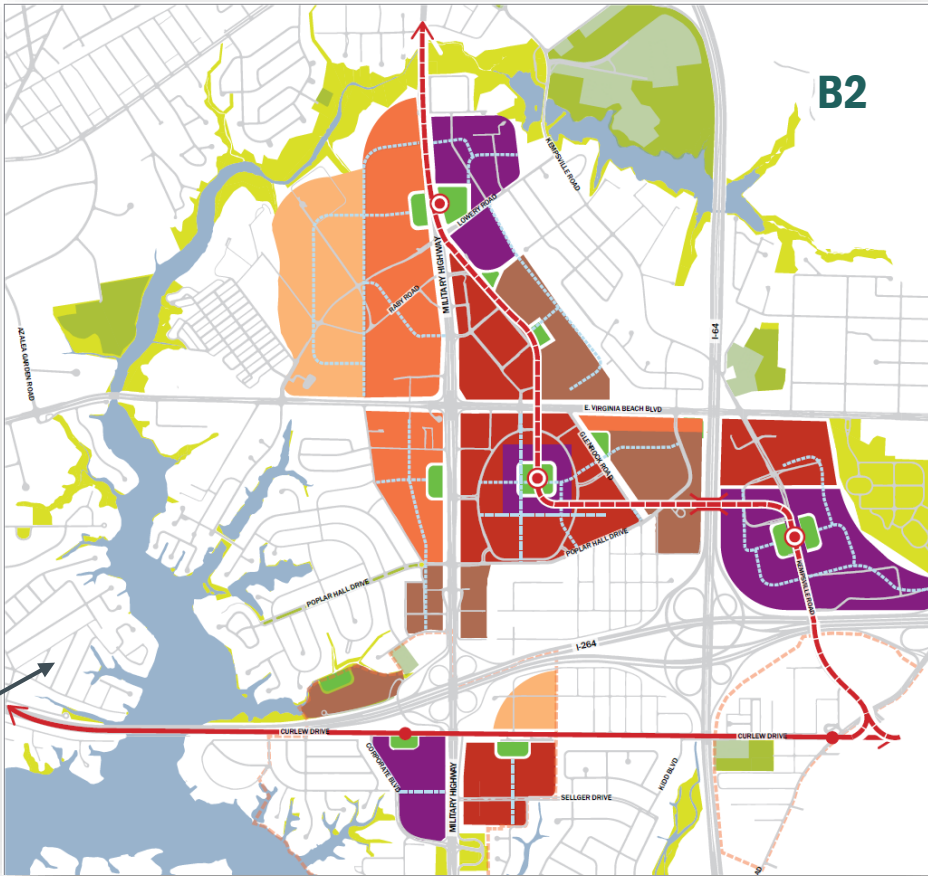 B2
KEMPSVILLE ROAD
LOWERY ROAD
MILITARY HIGHWAY
RABY ROAD
I-64
AZALEA GARDEN ROAD
E. VIRGINIA BEACH BLVD
GLENROCK ROAD
POPLAR HALL DRIVE
KEMPSVILLE ROAD
POPLAR HALL DRIVE
I-264
CURLEW DRIVE
CURLEW DRIVE
CORPORATE BLVD
MILITARY HIGHWAY
KIDD BLVD
SELLGER DRIVE